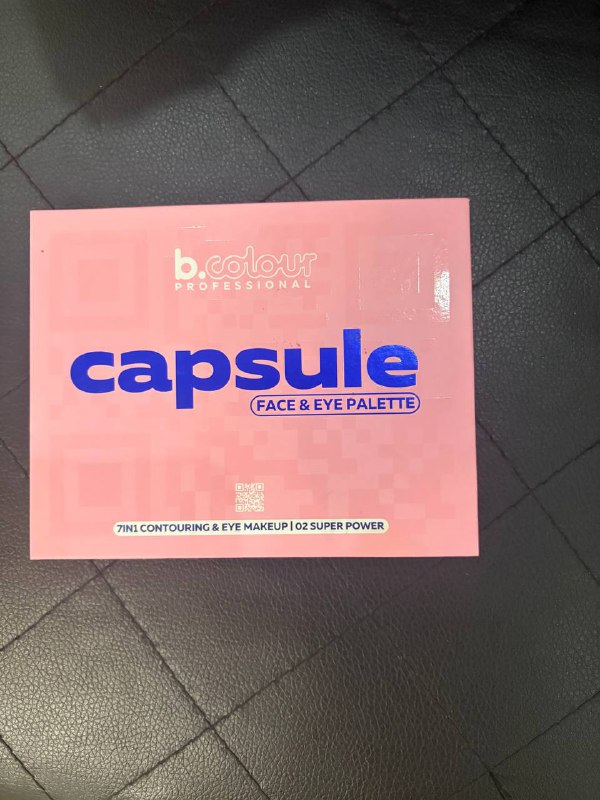 b.colour
PROFESSIONAL
capsule
FACE & EYE PALETTE
7IN1 CONTOURING & EYE MAKEUP | 02 SUPER POWER